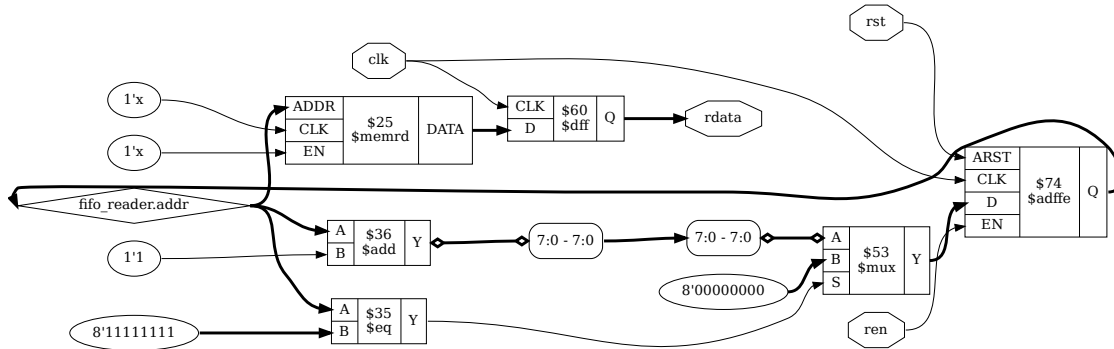 rst
clk
1'x
ADDR
CLK
EN
$25
$memrd
DATA
CLK
D
$60
$dff
Q
rdata
1'x
ARST
CLK
D
EN
$74
$adffe
Q
fifo_reader.addr
A
B
$36
$add
Y
7:0 - 7:0
7:0 - 7:0
A
B
S
$53
$mux
Y
1'1
8'00000000
A
B
$35
$eq
Y
8'11111111
ren